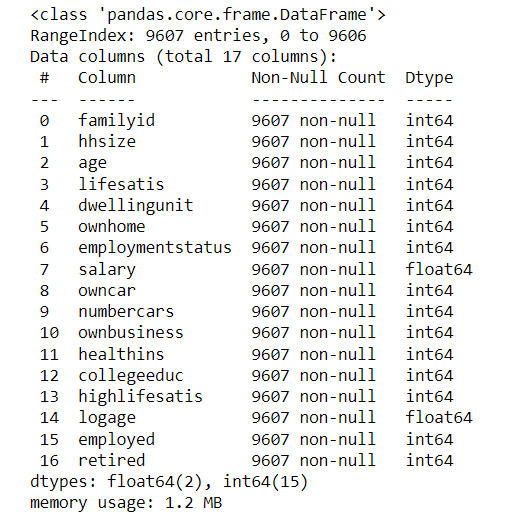 <class 'pandas.core.frame.DataFrame'>
RangeIndex: 9607 entries, 0 to 9606
Data columns (total 17 columns):
 #   Column            Non-Null Count  Dtype  
---  ------            --------------  -----  
 0   familyid          9607 non-null   int64  
 1   hhsize            9607 non-null   int64  
 2   age               9607 non-null   int64  
 3   lifesatis         9607 non-null   int64  
 4   dwellingunit      9607 non-null   int64  
 5   ownhome           9607 non-null   int64  
 6   employmentstatus  9607 non-null   int64  
 7   salary            9607 non-null   float64
 8   owncar            9607 non-null   int64  
 9   numbercars        9607 non-null   int64  
 10  ownbusiness       9607 non-null   int64  
 11  healthins         9607 non-null   int64  
 12  collegeeduc       9607 non-null   int64  
 13  highlifesatis     9607 non-null   int64  
 14  logage            9607 non-null   float64
 15  employed          9607 non-null   int64  
 16  retired           9607 non-null   int64  
dtypes: float64(2), int64(15)
memory usage: 1.2 MB